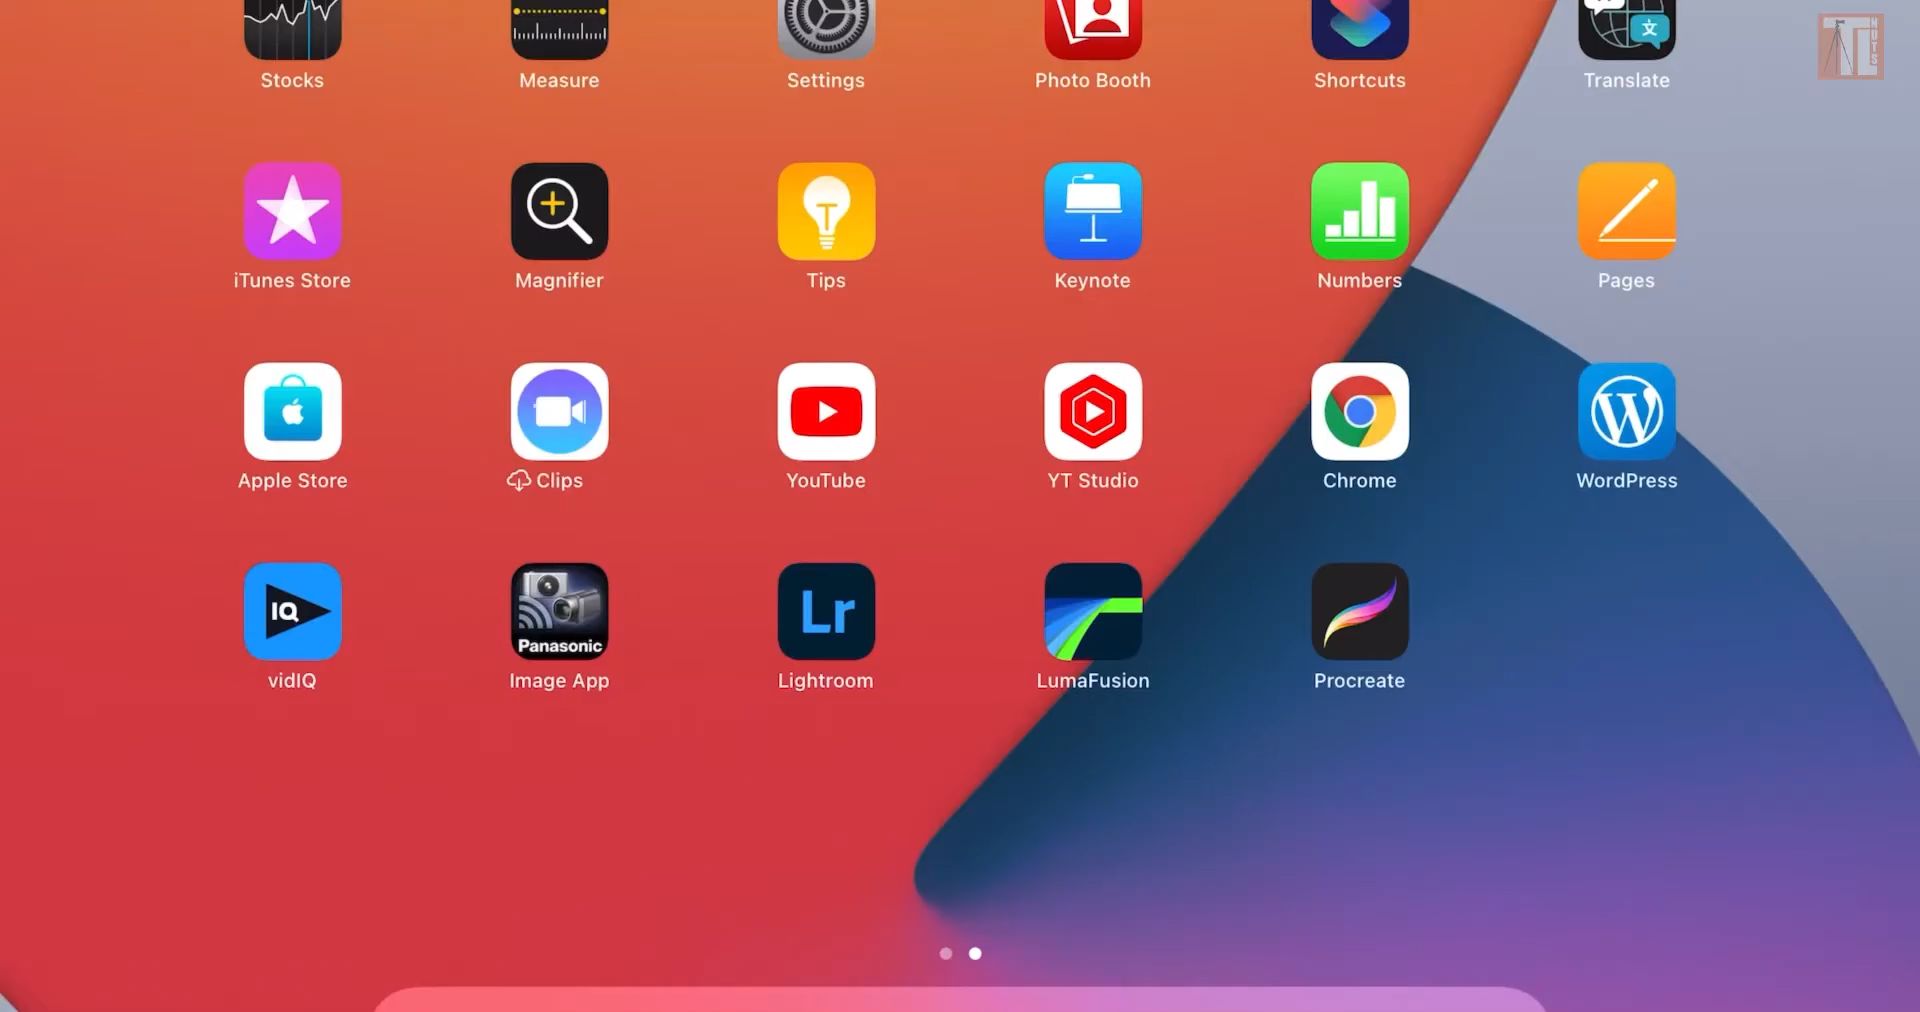 Stocks
Measure
Settings
Photo Booth
Shortcuts
文
Translate
iTunes Store
Magnifier
Tips
Keynote
Numbers
Pages
Apple Store
Clips
YouTube
YT Studio
Chrome
W
WordPress
IQ
vidIQ
Panasonic
Image App
Lr
Lightroom
LumaFusion
Procreate